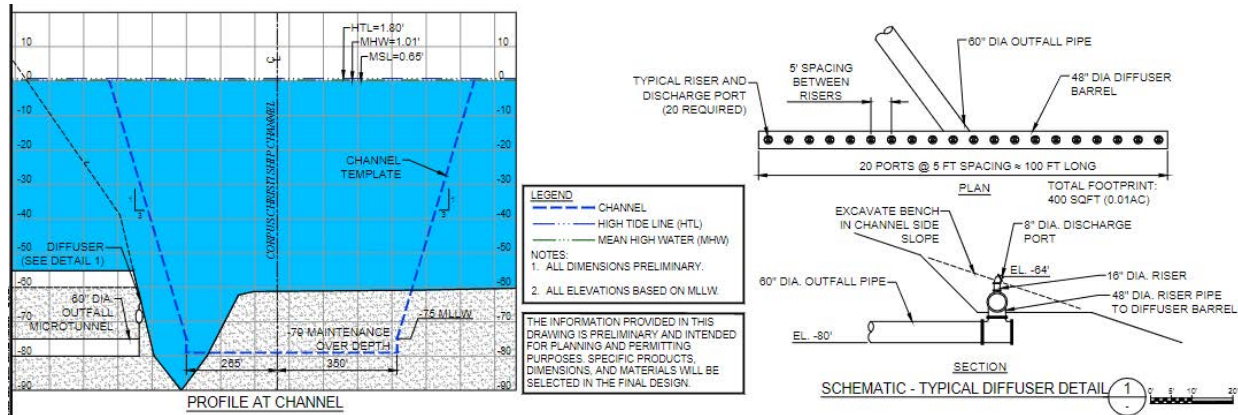 HTL=1.80'
MHW=1.01'
MSL=0.65'
10
0
-10
-20
-30
-40
-50
-60
-70
-80
-90
10
0
-10
-20
-30
-40
-50
-60
-70
-80
-90
CORPUS CHRISTI SHIP CHANNEL
CHANNEL
TEMPLATE
DIFFUSER
(SEE DETAIL 1)
60" DIA.
OUTFALL
MICROTUNNEL
-75 MLLW
-79 MAINTENANCE
OVER DEPTH
265'
350'
PROFILE AT CHANNEL
LEGEND
CHANNEL
HIGH TIDE LINE (HTL)
MEAN HIGH WATER (MHW)
NOTES:
1. ALL DIMENSIONS PRELIMINARY.
2. ALL ELEVATIONS BASED ON MLLW.
THE INFORMATION PROVIDED IN THIS
DRAWING IS PRELIMINARY AND INTENDED
FOR PLANNING AND PERMITTING
PURPOSES. SPECIFIC PRODUCTS,
DIMENSIONS, AND MATERIALS WILL BE
SELECTED IN THE FINAL DESIGN.
60" DIA OUTFALL PIPE
5' SPACING
BETWEEN
RISERS
TYPICAL RISER AND
DISCHARGE PORT
(20 REQUIRED)
48" DIA DIFFUSER
BARREL
20 PORTS @ 5 FT SPACING ≈ 100 FT LONG
PLAN
TOTAL FOOTPRINT:
400 SQFT (0.01AC)
EXCAVATE BENCH
IN CHANNEL SIDE
SLOPE
8" DIA. DISCHARGE
PORT
EL. -64'
16" DIA. RISER
48" DIA. RISER PIPE
TO DIFFUSER BARREL
60" DIA. OUTFALL PIPE
EL. -80'
SECTION
SCHEMATIC - TYPICAL DIFFUSER DETAIL
1
-
0' 5' 10' 20'